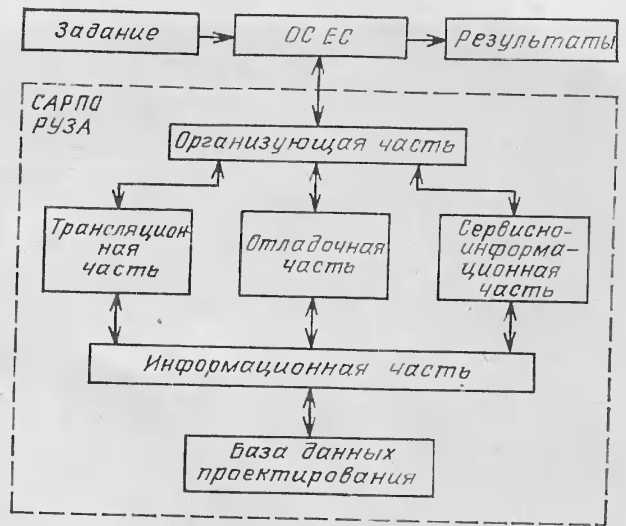 Задание
ОС ЕС
Результаты
САРПО
РУЗА
Организующая часть
Трансляцион-
ная
часть
Отладочная
часть
Сервисно-
информа-
ционная
часть
Информационная часть
База данных
проектирования